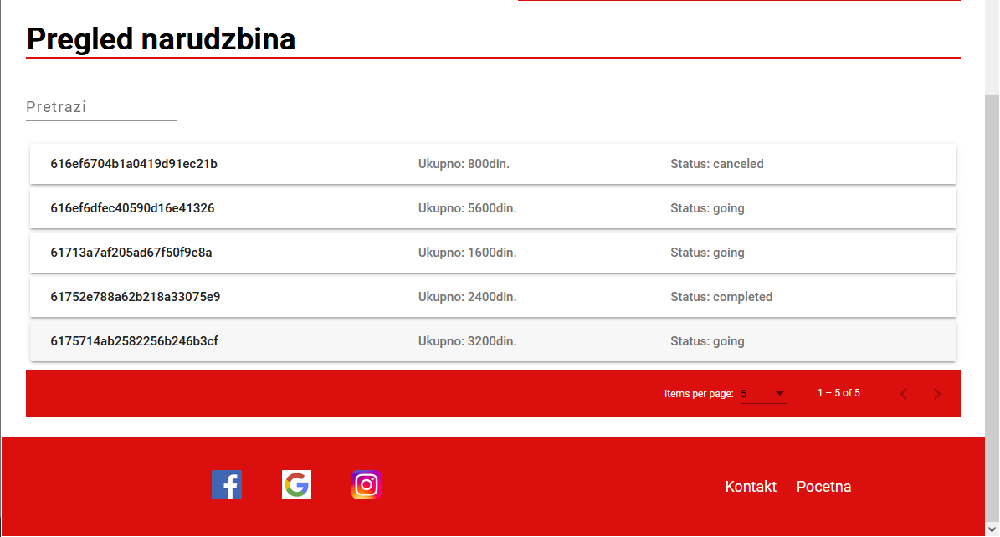 Pregled narudzbina
Pretrazi
616ef6704b1a0419d91ec21b Ukupno: 800din. Status: canceled
616ef6dfec40590d16e41326 Ukupno: 5600din. Status: going
61713a7af205ad67f50f9e8a Ukupno: 1600din. Status: going
61752e788a62b218a33075e9 Ukupno: 2400din. Status: completed
6175714ab2582256b246b3cf Ukupno: 3200din. Status: going
Items per page: 5 1 – 5 of 5
Kontakt Pocetna